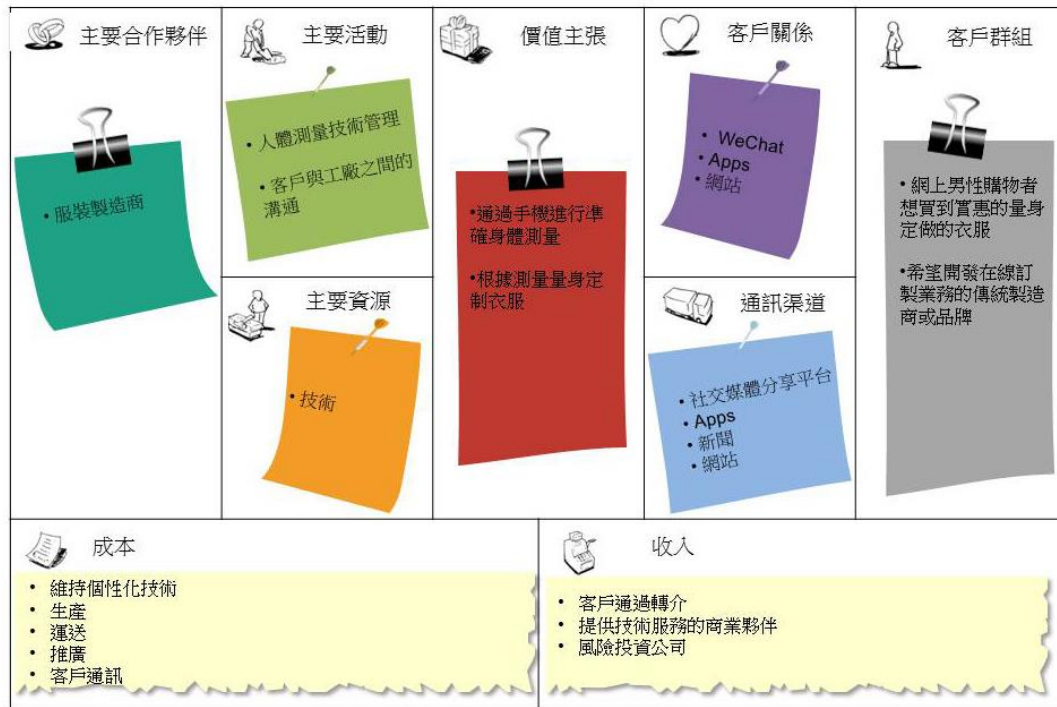 主要合作夥伴
• 服裝製造商
主要活動
• 人體測量技術管理
• 客戶與工廠之間的
溝通
主要資源
• 技術
價值主張
•通過手機進行準
確身體測量
•根據測量量身定
制衣服
客戶關係
• WeChat
• Apps
• 網站
通訊渠道
• 社交媒體分享平台
• Apps
• 新聞
• 網站
客戶群組
• 網上男性購物者
想買到實惠的量身
定做的衣服
•希望開發在線訂
製業務的傳統製造
商或品牌
成本
• 維持個性化技術
• 生產
• 運送
• 推廣
• 客戶通訊
收入
• 客戶通過轉介
• 提供技術服務的商業夥伴
• 風險投資公司